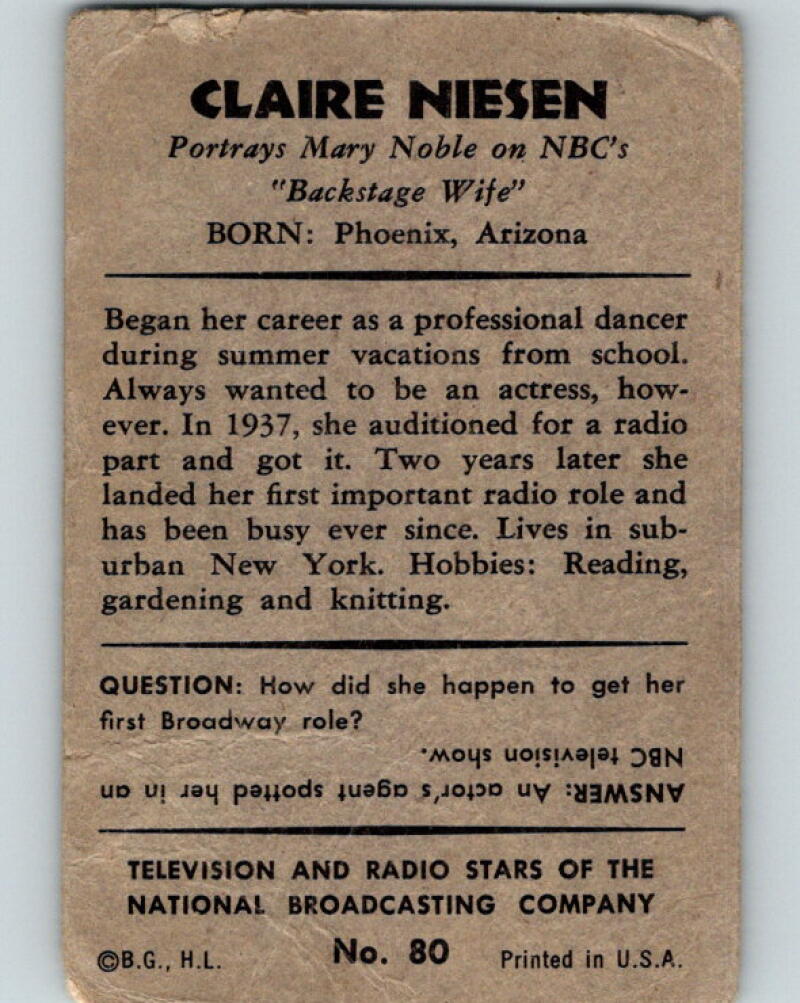 CLAIRE NIESEN
Portrays Mary Noble on NBC's
"Backstage Wife"
BORN: Phoenix, Arizona
Began her career as a professional dancer
during summer vacations from school.
Always wanted to be an actress, how-
ever. In 1937, she auditioned for a radio
part and got it. Two years later she
landed her first important radio role and
has been busy ever since. Lives in sub-
urban New York. Hobbies: Reading,
gardening and knitting.
QUESTION: How did she happen to get her
first Broadway role?
ANSWER: An actor's agent spotted her in an
NBC television show.
TELEVISION AND RADIO STARS OF THE
NATIONAL BROADCASTING COMPANY
©B.G., H.L. No. 80 Printed in U.S.A.